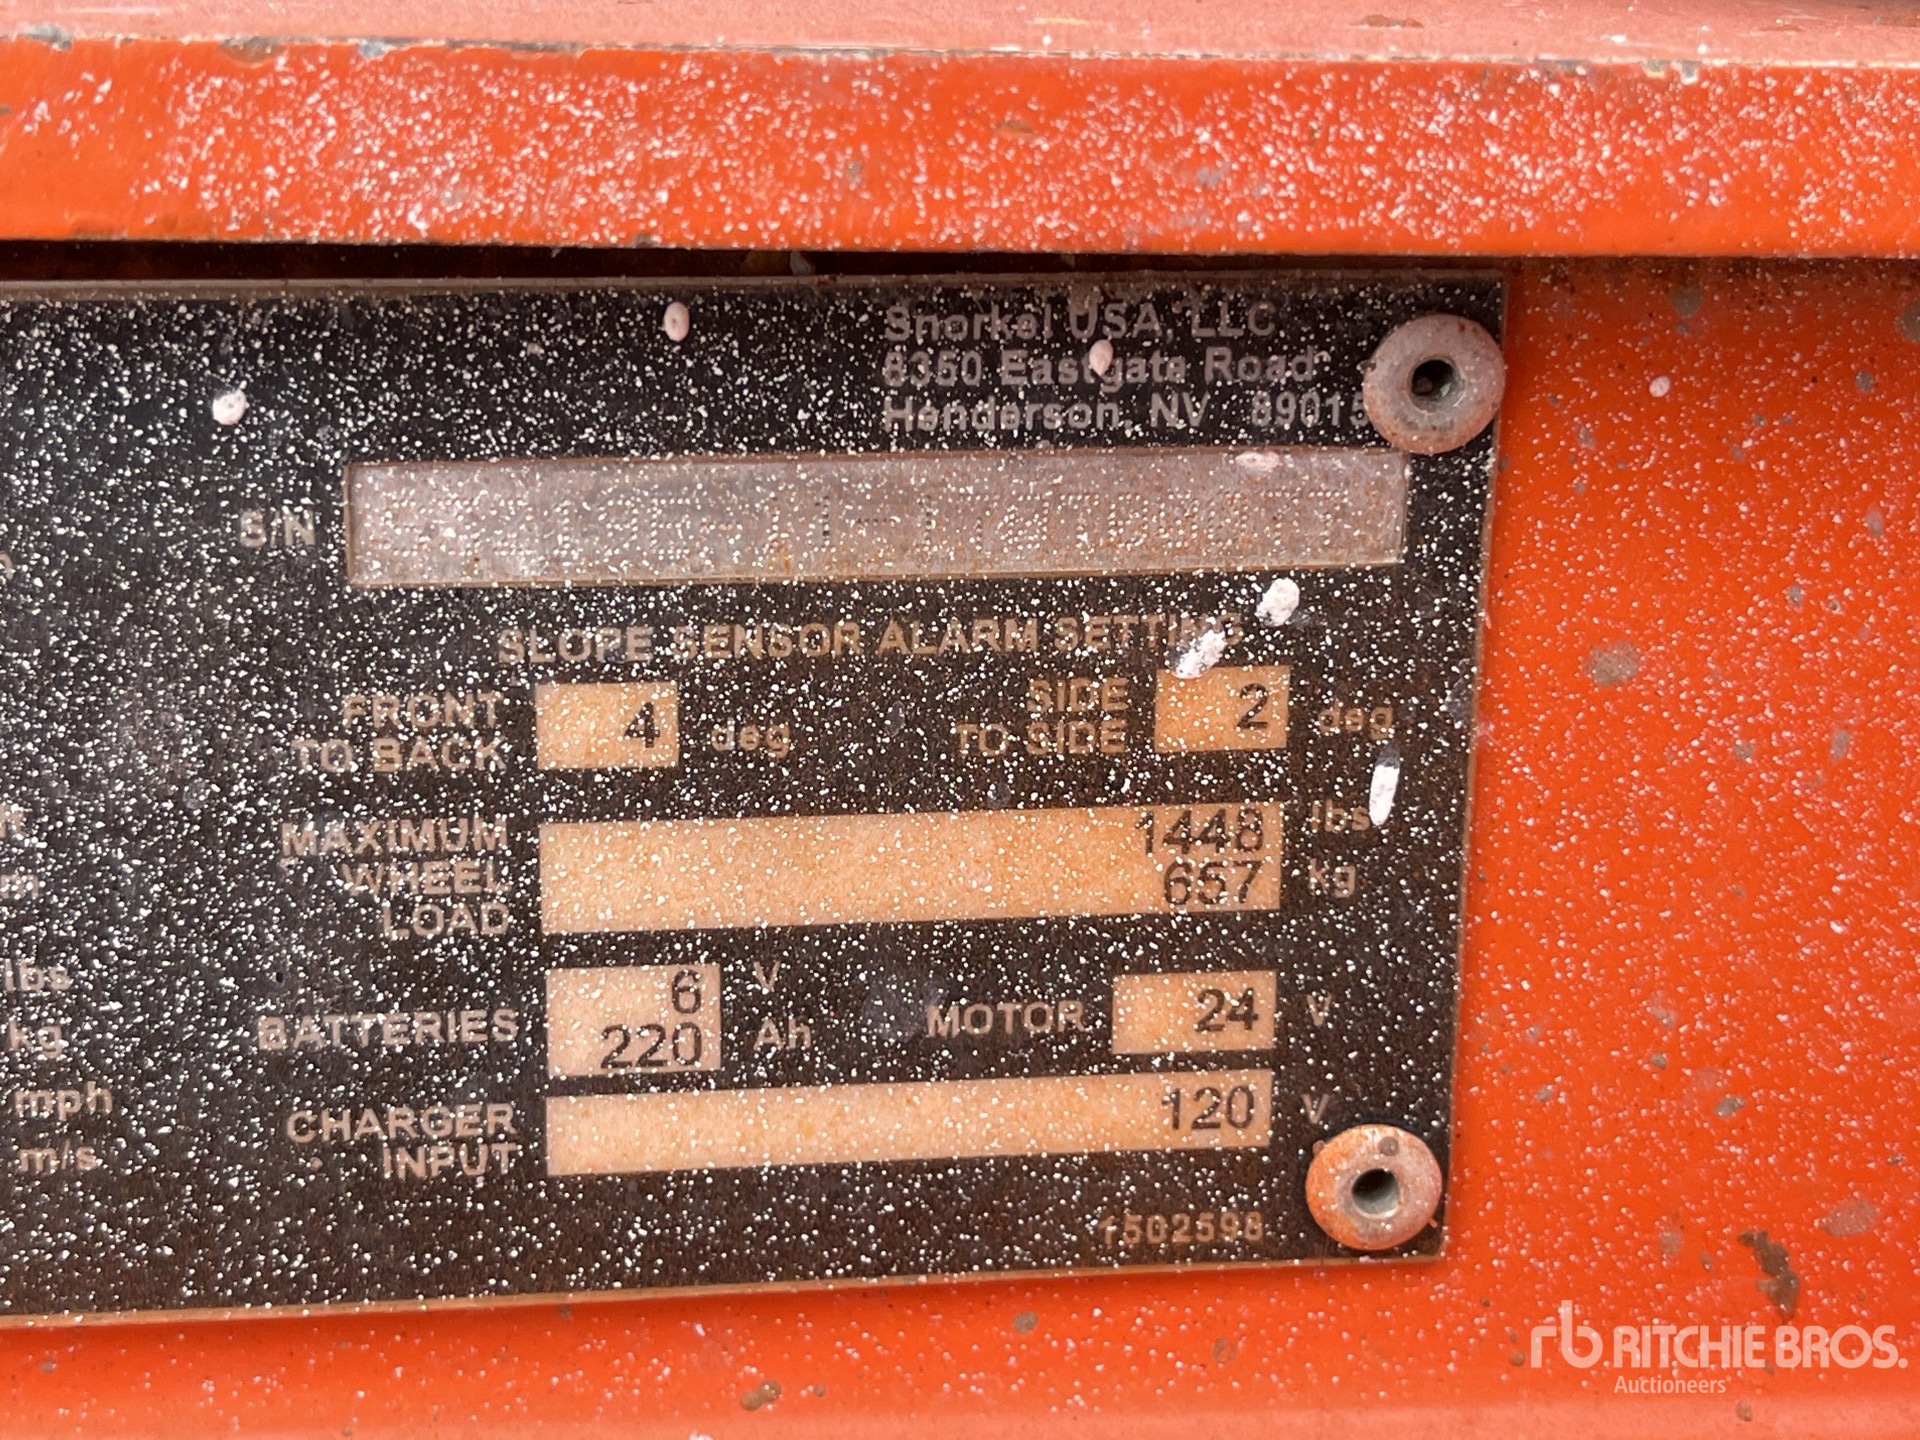 Snorkel USA, LLC
8350 Eastgate Road
Henderson, NV 89015
S/N
SLOPE SENSOR ALARM SETTING
FRONT TO BACK 4 deg
SIDE TO SIDE 2 deg
MAXIMUM WHEEL LOAD
1448 lbs
657 kg
lbs
kg
mph
m/s
BATTERIES
6 V
220 Ah
MOTOR 24 V
CHARGER INPUT 120 V
1502598
rb RITCHIE BROS.
Auctioneers